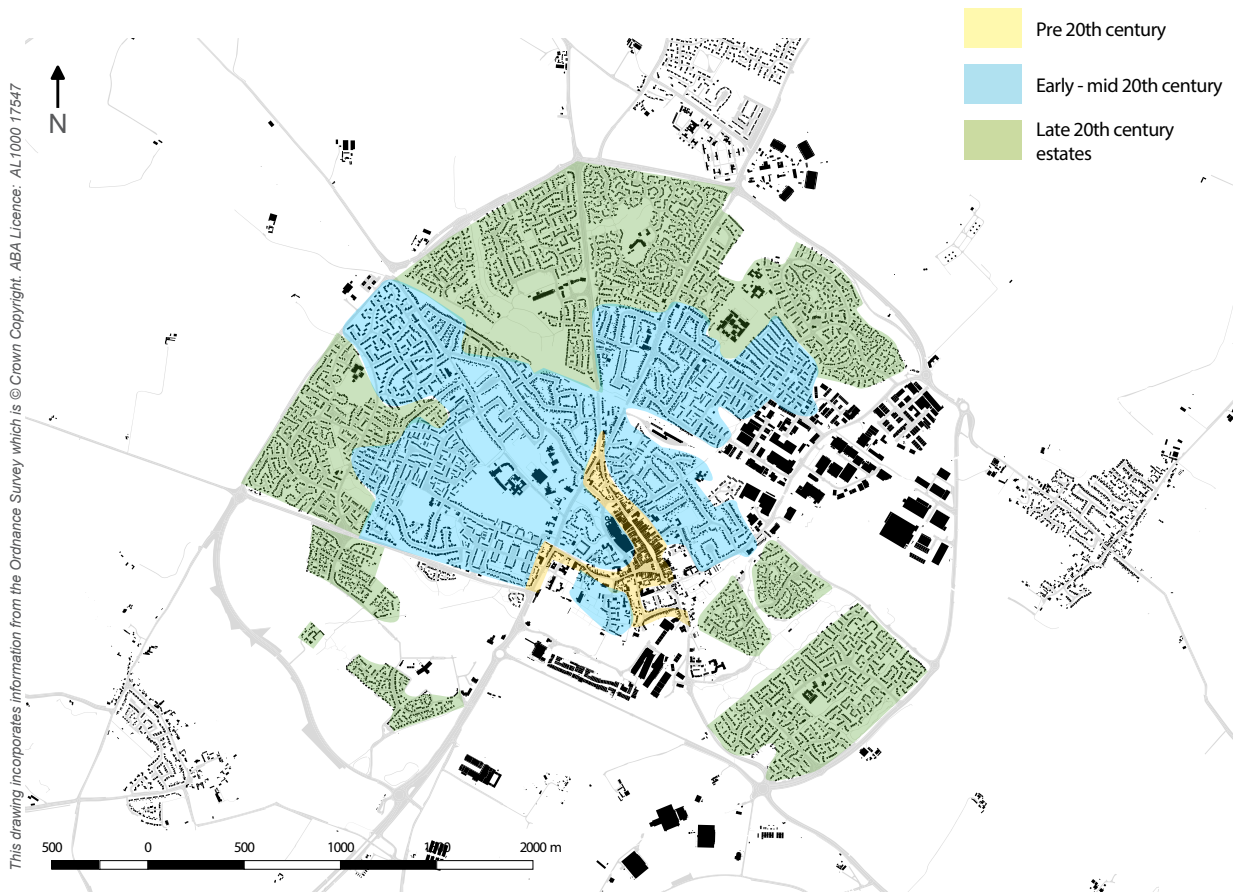 Pre 20th century
Early - mid 20th century
Late 20th century
estates
N
This drawing incorporates information from the Ordnance Survey which is © Crown Copyright. ABA Licence: AL1000 17547
500 0 500 1000 2000 m